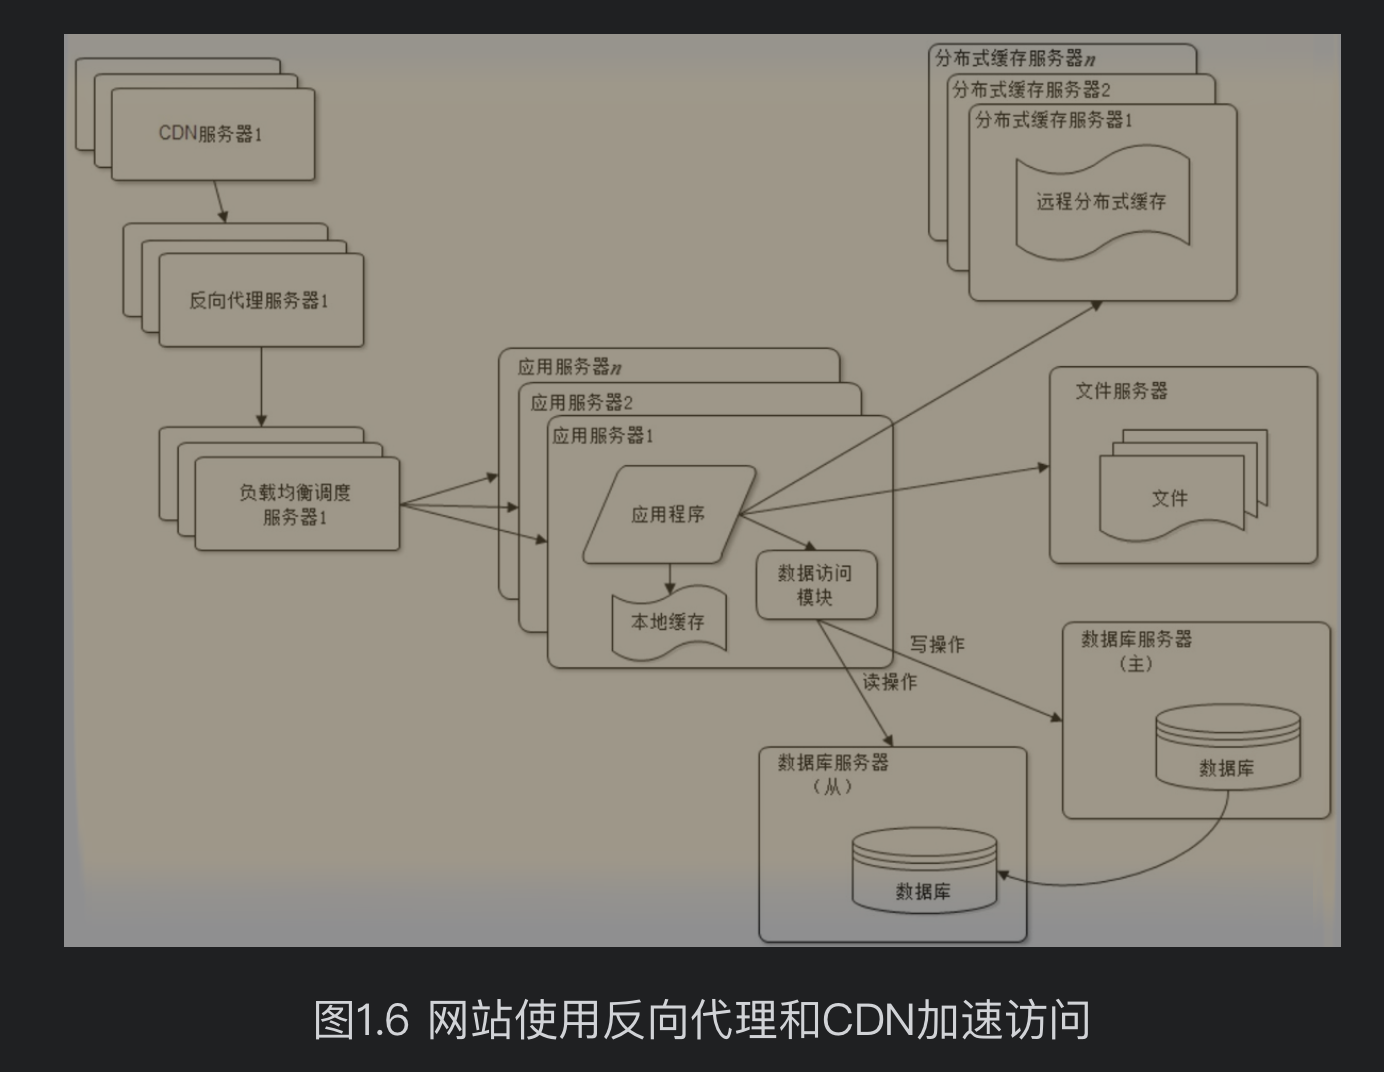 CDN服务器1
反向代理服务器1
负载均衡调度
服务器1
应用服务器n
应用服务器2
应用服务器1
应用程序
本地缓存
数据访问
模块
分布式缓存服务器n
分布式缓存服务器2
分布式缓存服务器1
远程分布式缓存
文件服务器
文件
写操作
读操作
数据库服务器
（主）
数据库
数据库服务器
（从）
数据库
图1.6 网站使用反向代理和CDN加速访问